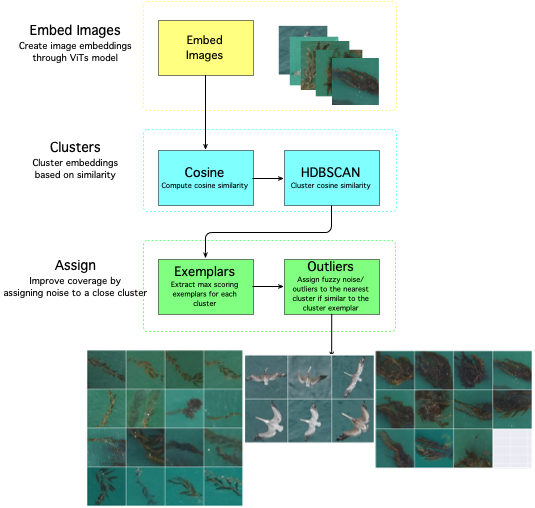 Embed Images
Create image embeddings
through ViTs model
Embed
Images
Clusters
Cluster embeddings
based on similarity
Cosine
Compute cosine similarity
HDBSCAN
Cluster cosine similarity
Assign
Improve coverage by
assigning noise to a close cluster
Exemplars
Extract max scoring
exemplars for each
cluster
Outliers
Assign fuzzy noise/
outliers to the nearest
cluster if similar to the
cluster exemplar